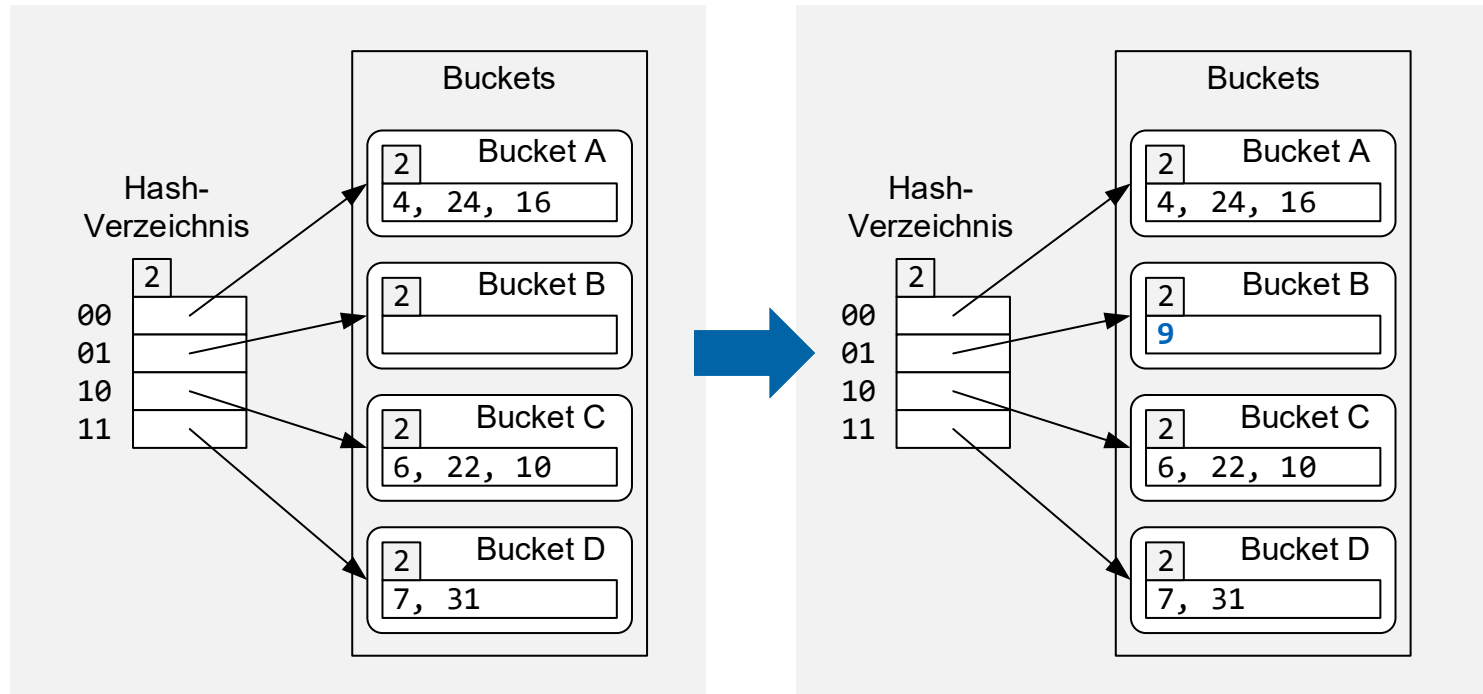 Buckets
Bucket A
2
4, 24, 16
Hash-
Verzeichnis
2
00
01
10
11
Bucket B
2
Bucket C
2
6, 22, 10
Bucket D
2
7, 31
Buckets
Bucket A
2
4, 24, 16
Hash-
Verzeichnis
2
00
01
10
11
Bucket B
2
9
Bucket C
2
6, 22, 10
Bucket D
2
7, 31